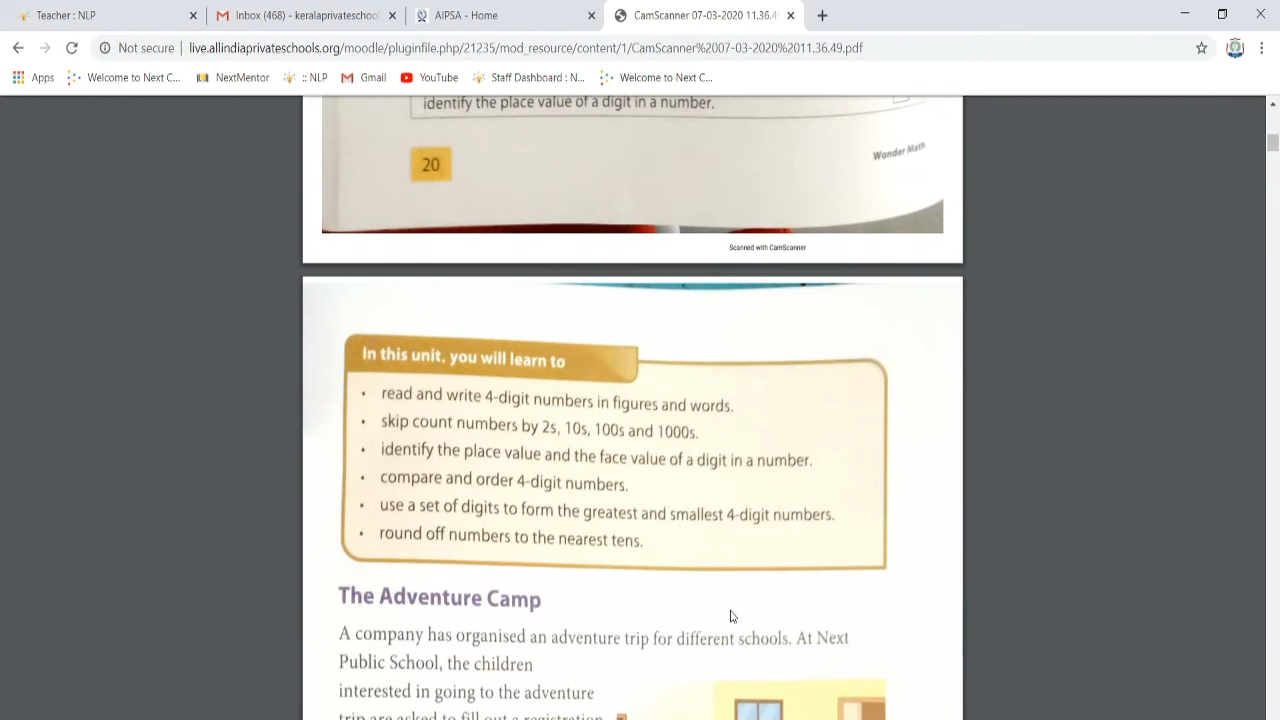 Teacher : NLP
Inbox (468) - keralaprivateschool
AIPSA - Home
CamScanner 07-03-2020 11.36.4
Not secure | live.allindiaprivateschools.org/moodle/pluginfile.php/21235/mod_resource/content/1/CamScanner%2007-03-2020%2011.36.49.pdf
Apps
Welcome to Next C...
NextMentor
:: NLP
Gmail
YouTube
Staff Dashboard : N...
Welcome to Next C...
identify the place value of a digit in a number.
20
Wonder Math
Scanned with CamScanner
In this unit, you will learn to
• read and write 4-digit numbers in figures and words.
• skip count numbers by 2s, 10s, 100s and 1000s.
• identify the place value and the face value of a digit in a number.
• compare and order 4-digit numbers.
• use a set of digits to form the greatest and smallest 4-digit numbers.
• round off numbers to the nearest tens.
The Adventure Camp
A company has organised an adventure trip for different schools. At Next
Public School, the children
interested in going to the adventure
trip are asked to fill out a registration